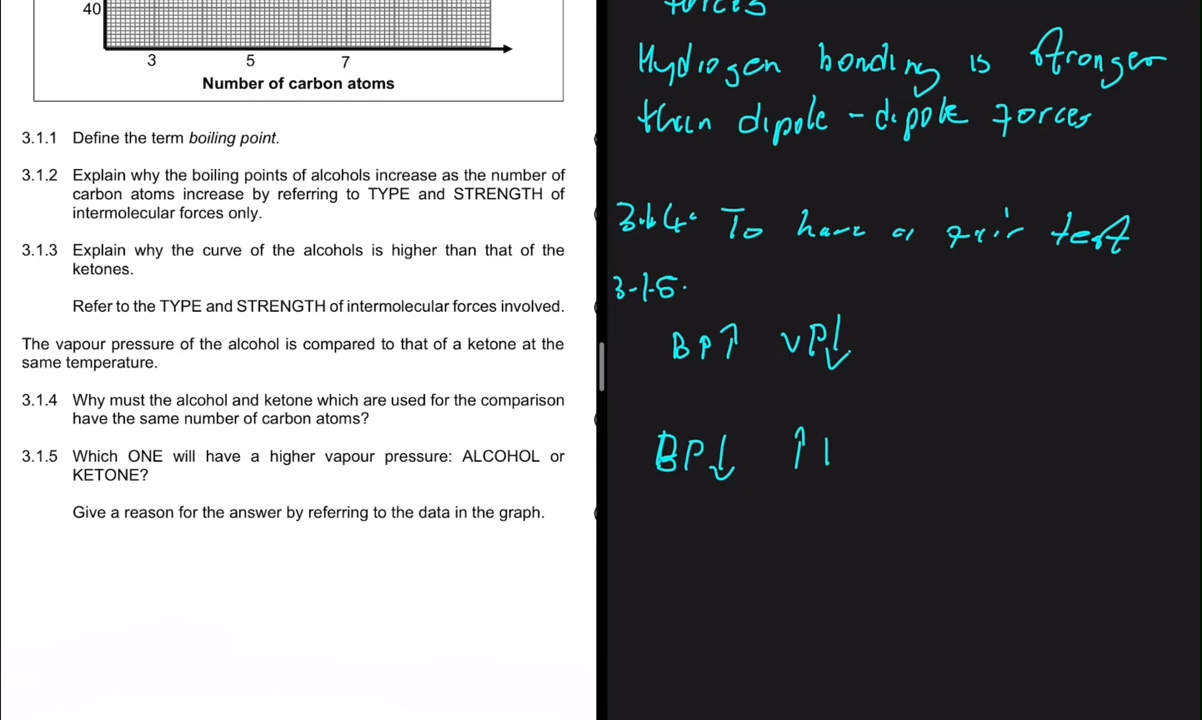 40
3 5 7
Number of carbon atoms
3.1.1 Define the term boiling point.
3.1.2 Explain why the boiling points of alcohols increase as the number of
carbon atoms increase by referring to TYPE and STRENGTH of
intermolecular forces only.
3.1.3 Explain why the curve of the alcohols is higher than that of the
ketones.
Refer to the TYPE and STRENGTH of intermolecular forces involved.
The vapour pressure of the alcohol is compared to that of a ketone at the
same temperature.
3.1.4 Why must the alcohol and ketone which are used for the comparison
have the same number of carbon atoms?
3.1.5 Which ONE will have a higher vapour pressure: ALCOHOL or
KETONE?
Give a reason for the answer by referring to the data in the graph.
forces
Hydrogen bonding is stronger
than dipole - dipole forces
3.1.4. To have a fair test
3.1.5.
BP↑ VP↓
BP↓ ↑